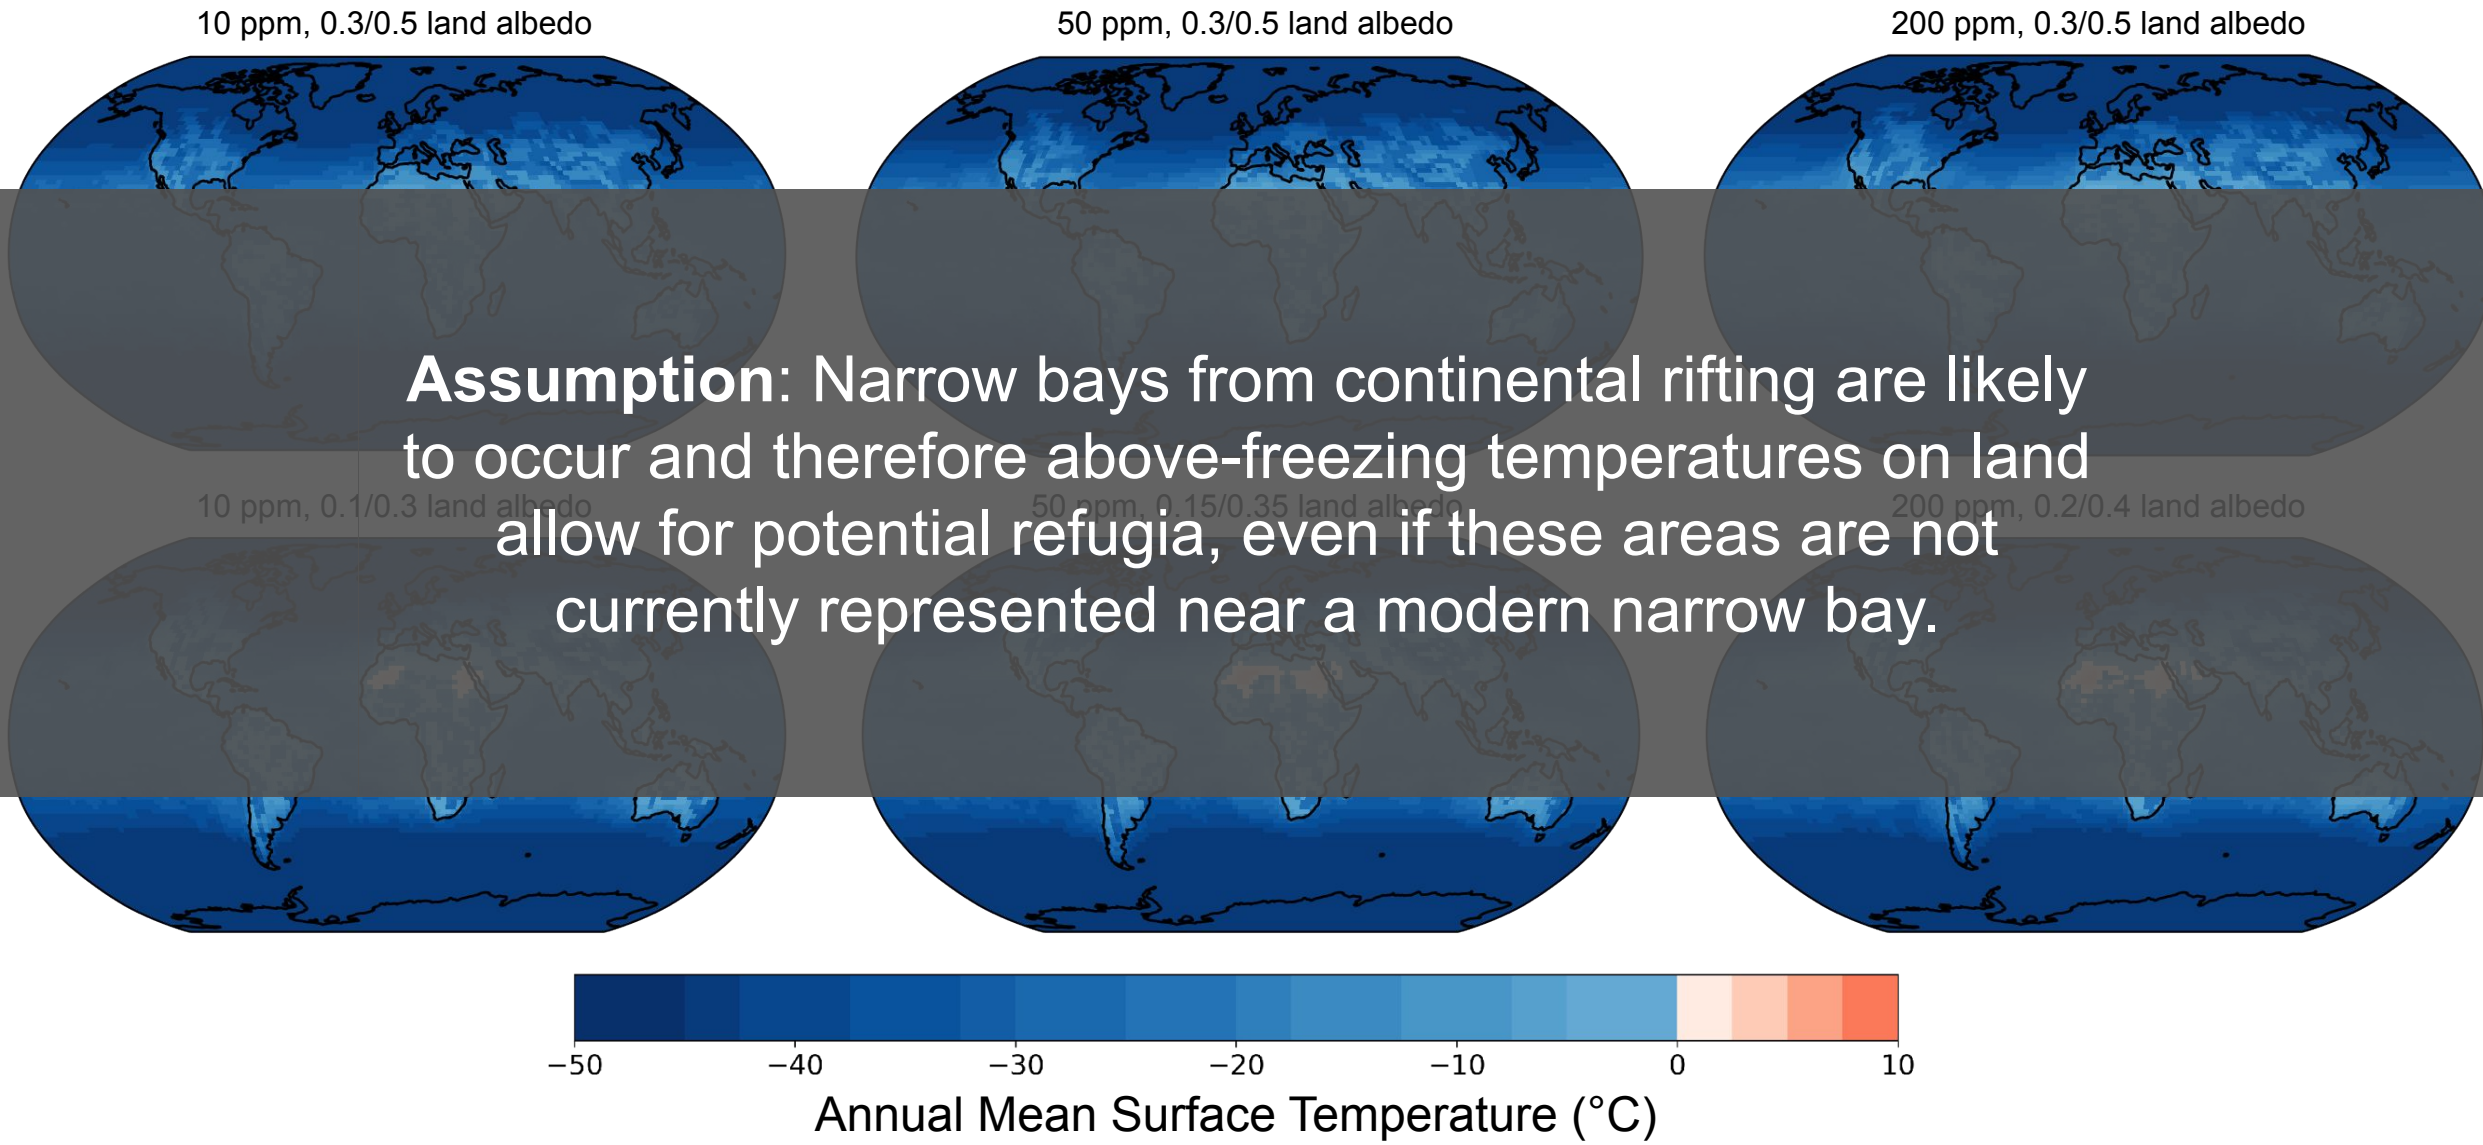 10 ppm, 0.3/0.5 land albedo
50 ppm, 0.3/0.5 land albedo
200 ppm, 0.3/0.5 land albedo
Assumption: Narrow bays from continental rifting are likely
to occur and therefore above-freezing temperatures on land
allow for potential refugia, even if these areas are not
currently represented near a modern narrow bay.
10 ppm, 0.1/0.3 land albedo
50 ppm, 0.15/0.35 land albedo
200 ppm, 0.2/0.4 land albedo
−50
−40
−30
−20
−10
0
10
Annual Mean Surface Temperature (°C)